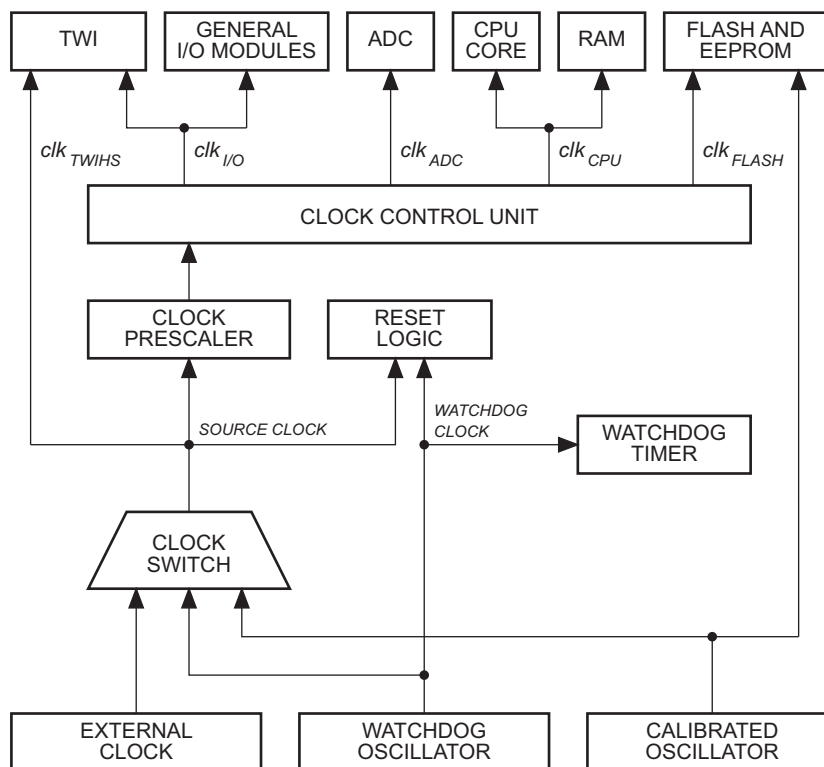 TWI
GENERAL
I/O MODULES
ADC
CPU
CORE
RAM
FLASH AND
EEPROM
clk TWIHS
clk I/O
clk ADC
clk CPU
clk FLASH
CLOCK CONTROL UNIT
CLOCK
PRESCALER
RESET
LOGIC
SOURCE CLOCK
WATCHDOG
CLOCK
WATCHDOG
TIMER
CLOCK
SWITCH
EXTERNAL
CLOCK
WATCHDOG
OSCILLATOR
CALIBRATED
OSCILLATOR